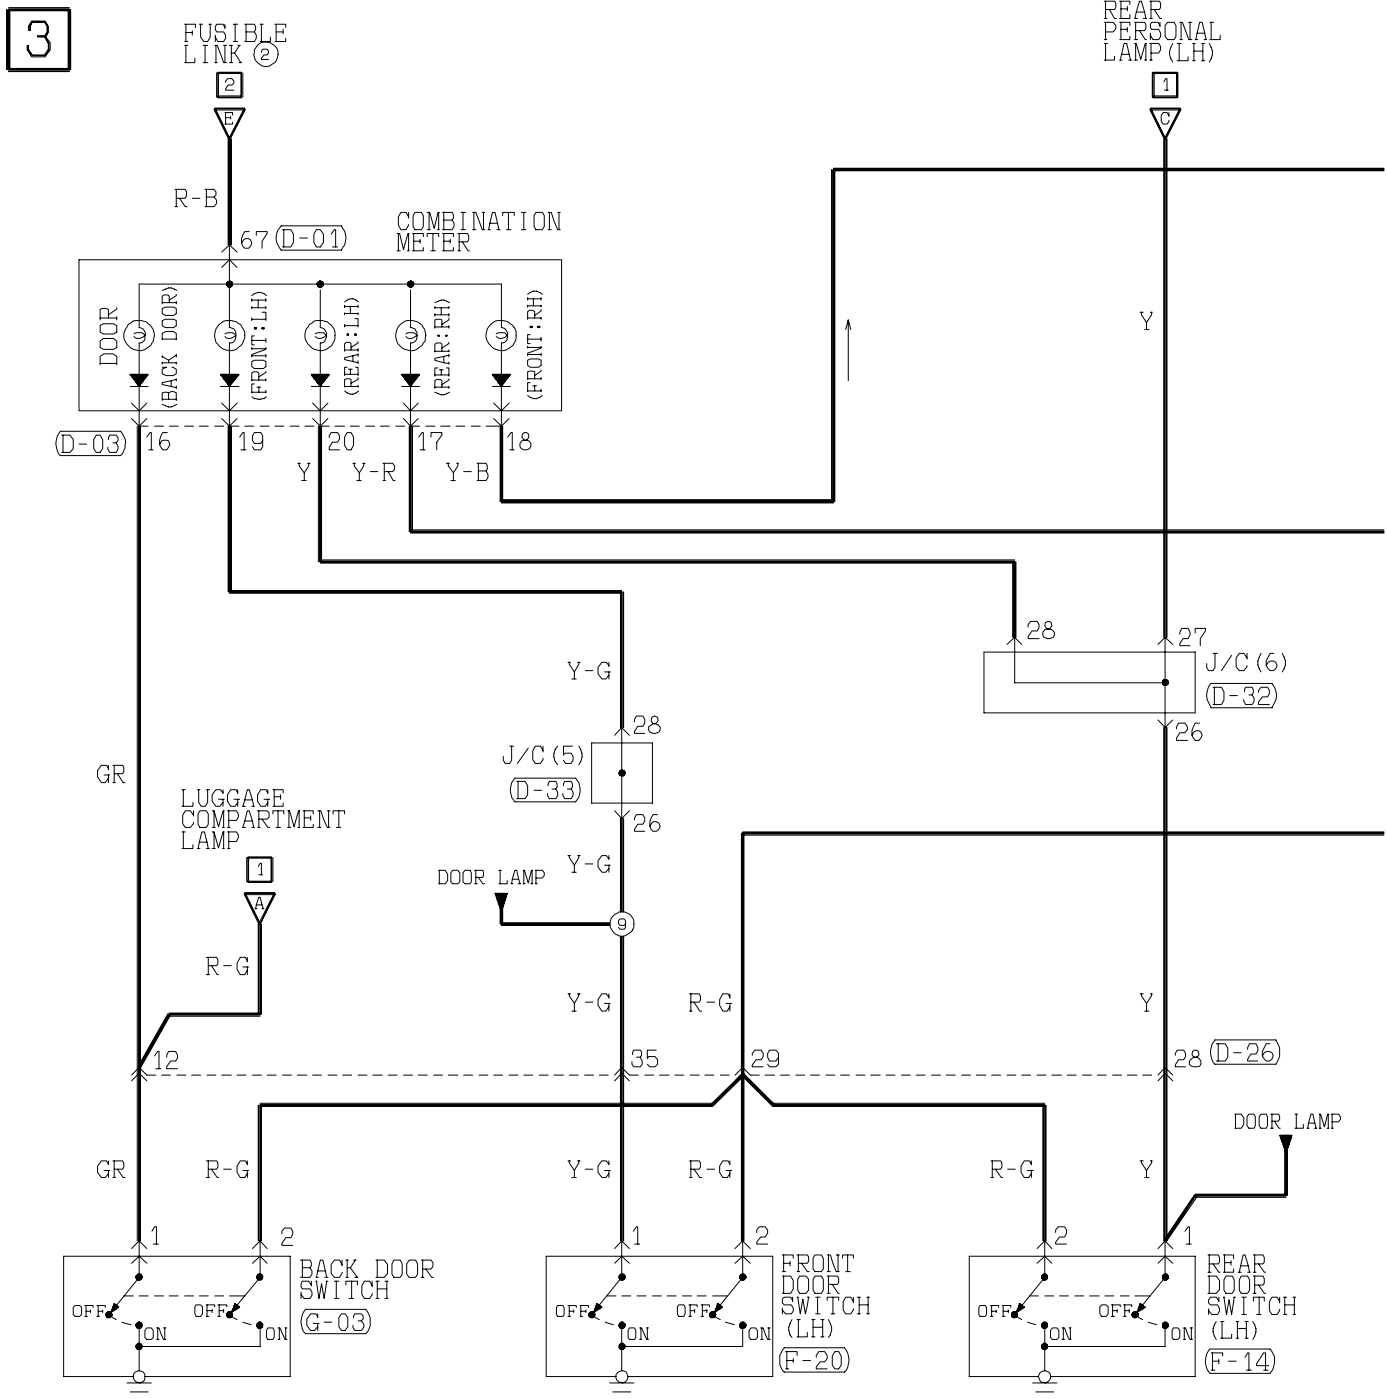 3
FUSIBLE
LINK ②
2
E
R-B
67 (D-01)
COMBINATION
METER
REAR
PERSONAL
LAMP(LH)
1
C
Y
DOOR
(BACK DOOR)
(FRONT:LH)
(REAR:LH)
(REAR:RH)
(FRONT:RH)
(D-03) 16 19 20 17 18
Y Y-R Y-B
28 27
J/C(6)
(D-32)
26
Y-G
28
J/C(5)
(D-33)
26
GR
LUGGAGE
COMPARTMENT
LAMP
1
A
R-G
DOOR LAMP
Y-G
9
Y-G R-G Y
12 35 29 28 (D-26)
DOOR LAMP
GR R-G Y-G R-G R-G Y
1 2 1 2 2 1
BACK DOOR
SWITCH
(G-03)
OFF OFF
ON ON
FRONT
DOOR
SWITCH
(LH)
(F-20)
OFF OFF
ON ON
REAR
DOOR
SWITCH
(LH)
(F-14)
OFF OFF
ON ON